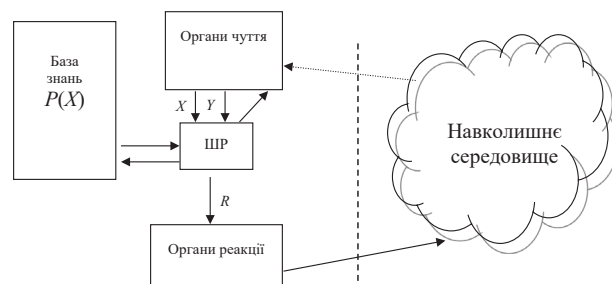 База
знань
P(X)
Органи чуття
X
Y
ШР
R
Органи реакції
Навколишнє
середовище